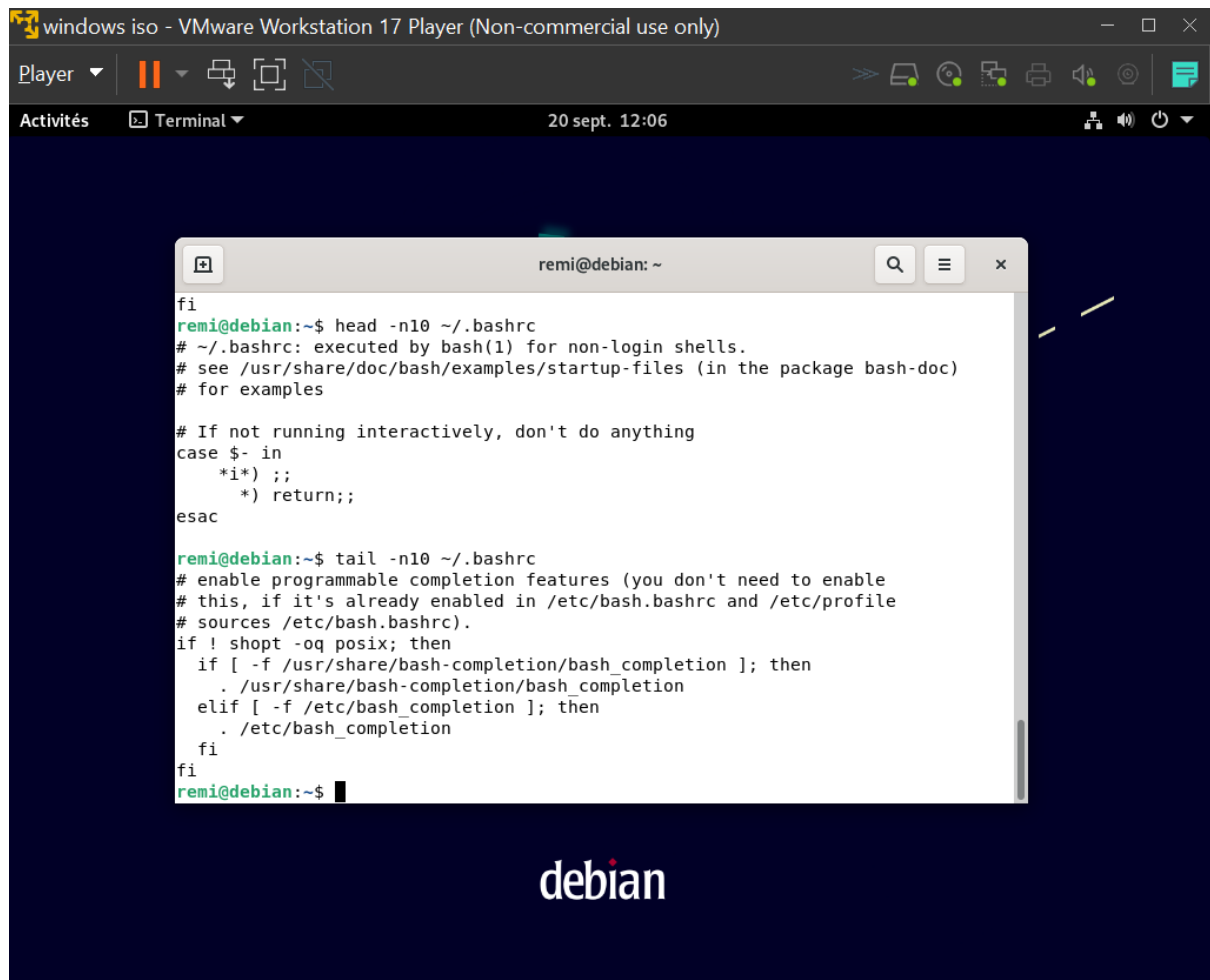 windows iso - VMware Workstation 17 Player (Non-commercial use only)
Player
Activités Terminal 20 sept. 12:06
remi@debian: ~
fi
remi@debian:~$ head -n10 ~/.bashrc
# ~/.bashrc: executed by bash(1) for non-login shells.
# see /usr/share/doc/bash/examples/startup-files (in the package bash-doc)
# for examples

# If not running interactively, don't do anything
case $- in
    *i*) ;;
      *) return;;
esac

remi@debian:~$ tail -n10 ~/.bashrc
# enable programmable completion features (you don't need to enable
# this, if it's already enabled in /etc/bash.bashrc and /etc/profile
# sources /etc/bash.bashrc).
if ! shopt -oq posix; then
  if [ -f /usr/share/bash-completion/bash_completion ]; then
    . /usr/share/bash-completion/bash_completion
  elif [ -f /etc/bash_completion ]; then
    . /etc/bash_completion
  fi
fi
remi@debian:~$
debian